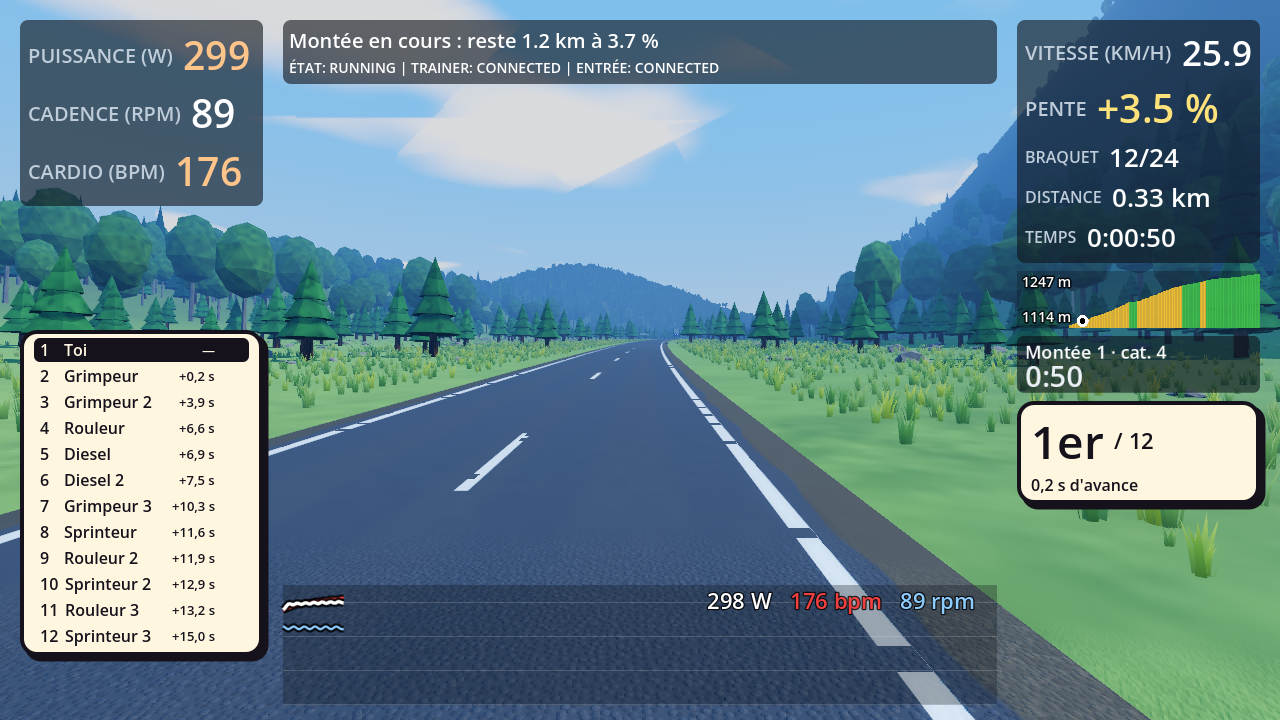 PUISSANCE (W) 299
CADENCE (RPM) 89
CARDIO (BPM) 176
Montée en cours : reste 1.2 km à 3.7 %
ÉTAT: RUNNING | TRAINER: CONNECTED | ENTRÉE: CONNECTED
VITESSE (KM/H) 25.9
PENTE +3.5 %
BRAQUET 12/24
DISTANCE 0.33 km
TEMPS 0:00:50
1247 m
1114 m
Montée 1 · cat. 4
0:50
1er / 12
0,2 s d'avance
1 Toi —
2 Grimpeur +0,2 s
3 Grimpeur 2 +3,9 s
4 Rouleur +6,6 s
5 Diesel +6,9 s
6 Diesel 2 +7,5 s
7 Grimpeur 3 +10,3 s
8 Sprinteur +11,6 s
9 Rouleur 2 +11,9 s
10 Sprinteur 2 +12,9 s
11 Rouleur 3 +13,2 s
12 Sprinteur 3 +15,0 s
298 W 176 bpm 89 rpm